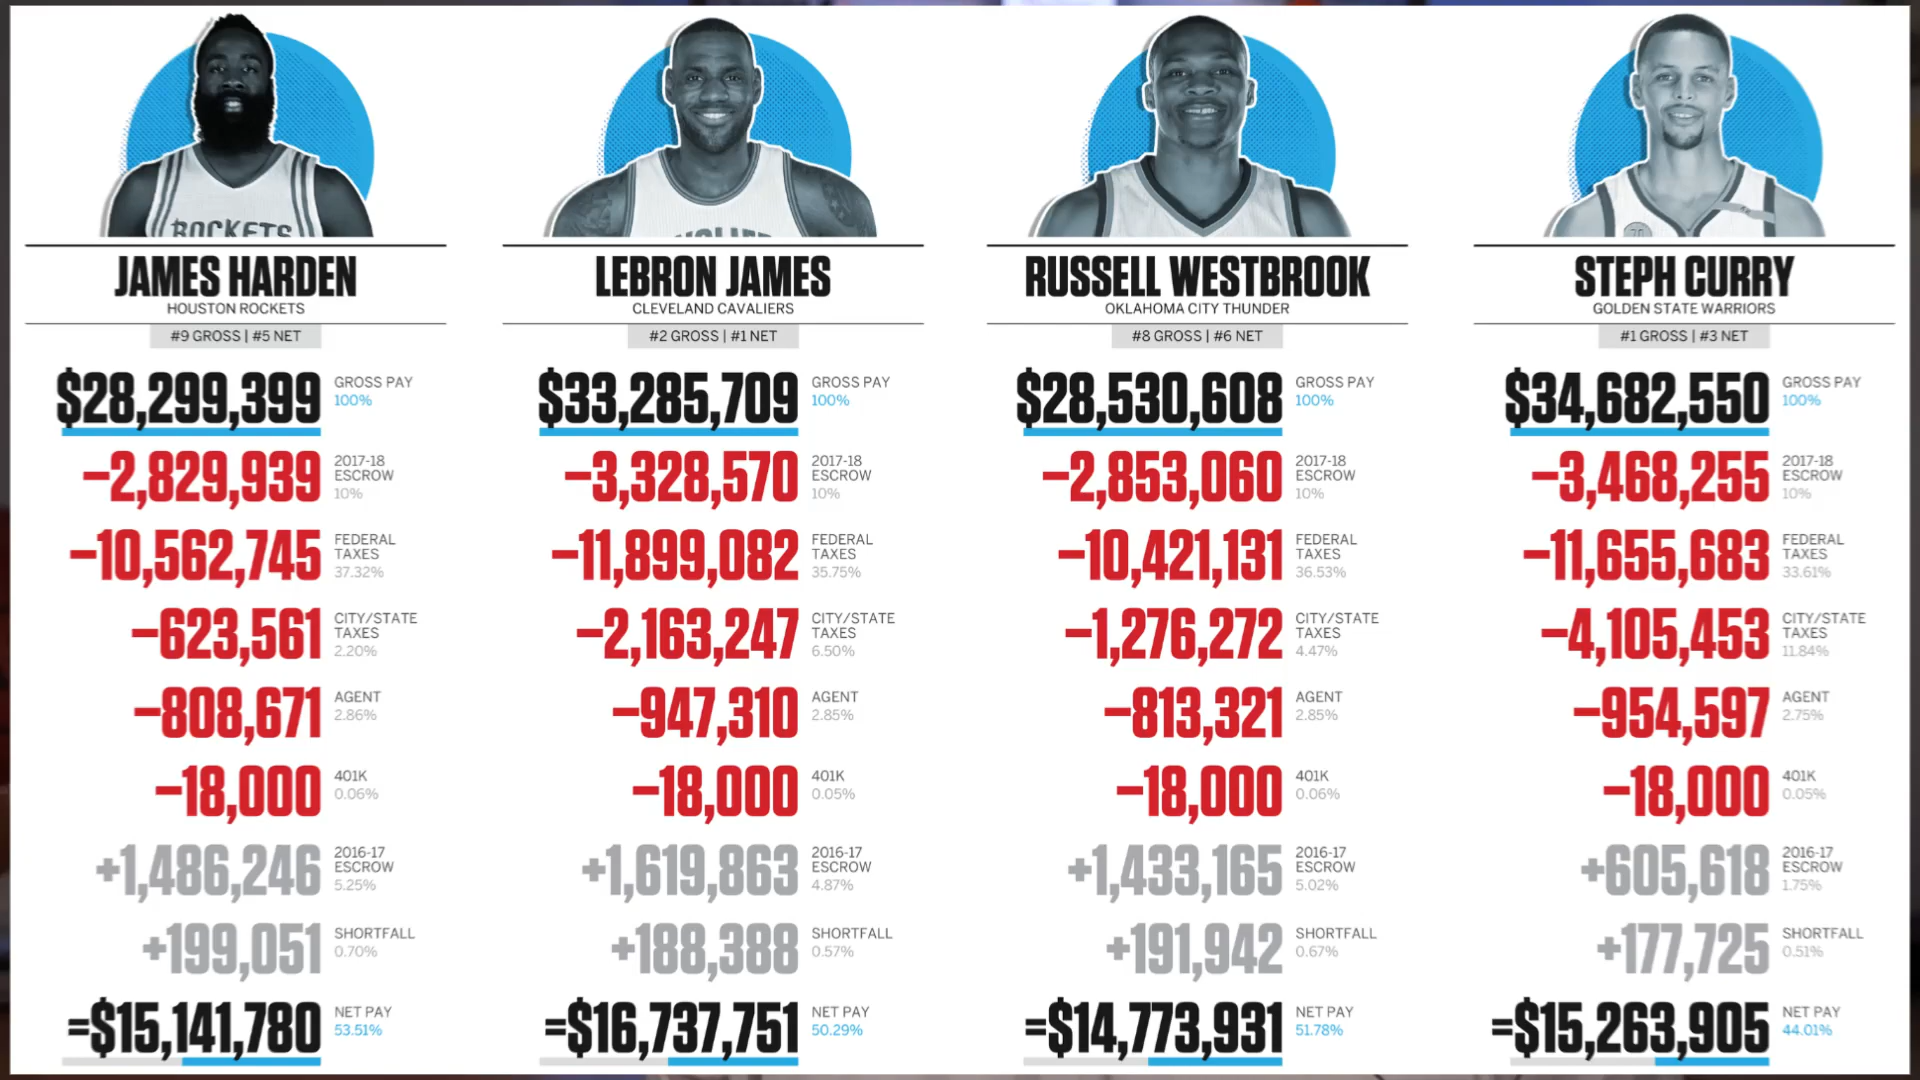 ROCKETS
JAMES HARDEN
HOUSTON ROCKETS
#9 GROSS | #5 NET
$28,299,399 GROSS PAY
100%
−2,829,939 2017-18
ESCROW
10%
−10,562,745 FEDERAL
TAXES
37.32%
−623,561 CITY/STATE
TAXES
2.20%
−808,671 AGENT
2.86%
−18,000 401K
0.06%
+1,486,246 2016-17
ESCROW
5.25%
+199,051 SHORTFALL
0.70%
=$15,141,780 NET PAY
53.51%
LEBRON JAMES
CLEVELAND CAVALIERS
#2 GROSS | #1 NET
$33,285,709 GROSS PAY
100%
−3,328,570 2017-18
ESCROW
10%
−11,899,082 FEDERAL
TAXES
35.75%
−2,163,247 CITY/STATE
TAXES
6.50%
−947,310 AGENT
2.85%
−18,000 401K
0.05%
+1,619,863 2016-17
ESCROW
4.87%
+188,388 SHORTFALL
0.57%
=$16,737,751 NET PAY
50.29%
RUSSELL WESTBROOK
OKLAHOMA CITY THUNDER
#8 GROSS | #6 NET
$28,530,608 GROSS PAY
100%
−2,853,060 2017-18
ESCROW
10%
−10,421,131 FEDERAL
TAXES
36.53%
−1,276,272 CITY/STATE
TAXES
4.47%
−813,321 AGENT
2.85%
−18,000 401K
0.06%
+1,433,165 2016-17
ESCROW
5.02%
+191,942 SHORTFALL
0.67%
=$14,773,931 NET PAY
51.78%
STEPH CURRY
GOLDEN STATE WARRIORS
#1 GROSS | #3 NET
$34,682,550 GROSS PAY
100%
−3,468,255 2017-18
ESCROW
10%
−11,655,683 FEDERAL
TAXES
33.61%
−4,105,453 CITY/STATE
TAXES
11.84%
−954,597 AGENT
2.75%
−18,000 401K
0.05%
+605,618 2016-17
ESCROW
1.75%
+177,725 SHORTFALL
0.51%
=$15,263,905 NET PAY
44.01%